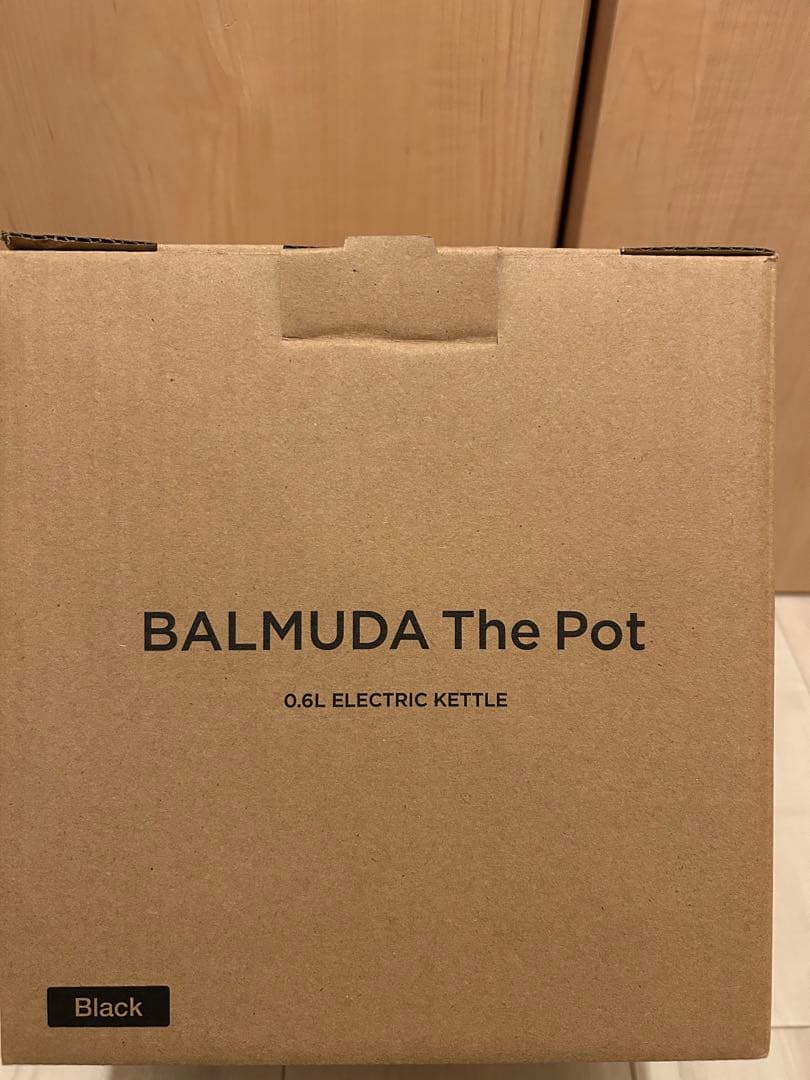 BALMUDA The Pot
0.6L ELECTRIC KETTLE
Black